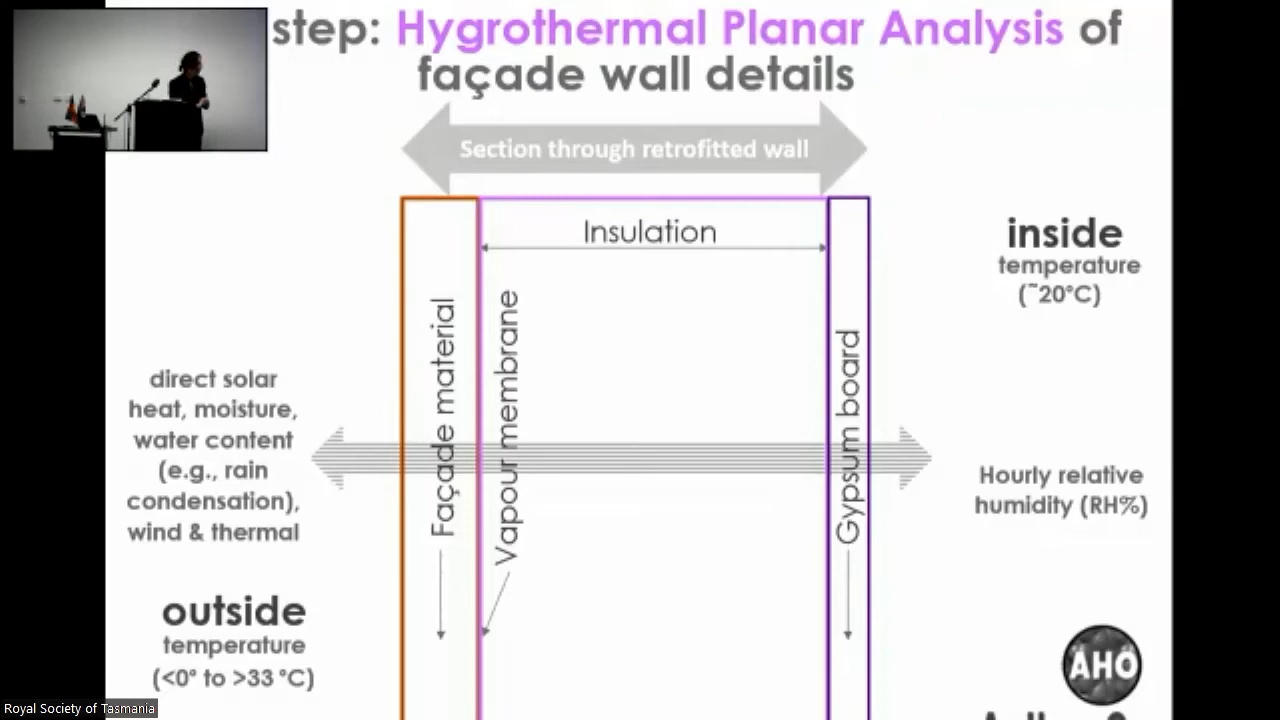 step: Hygrothermal Planar Analysis of
façade wall details
Section through retrofitted wall
Insulation
Façade material
Vapour membrane
Gypsum board
inside
temperature
(~20°C)
direct solar
heat, moisture,
water content
(e.g., rain
condensation),
wind & thermal
Hourly relative
humidity (RH%)
outside
temperature
(<0° to >33 °C)
AHO
Royal Society of Tasmania